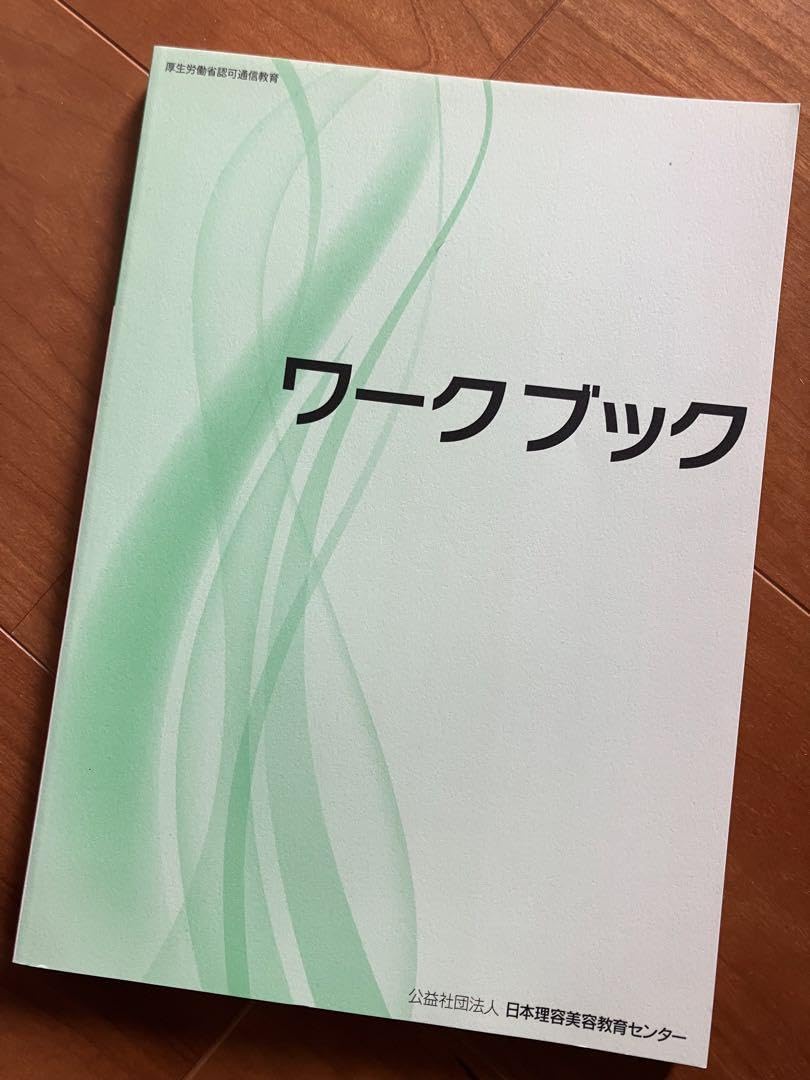 厚生労働省認可通信教育
ワークブック
公益社団法人 日本理容美容教育センター